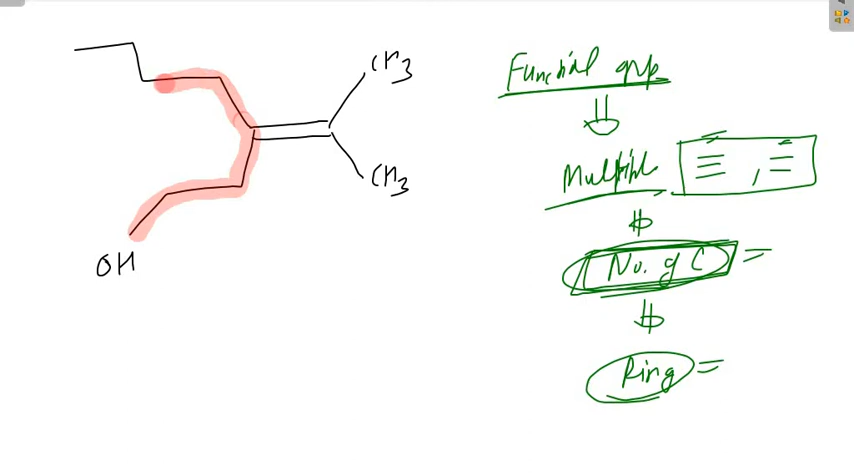 CH3
CH3
OH
Functional grp
⇓
Multiple ≡ , =
⇓
No. of C =
⇓
Ring =